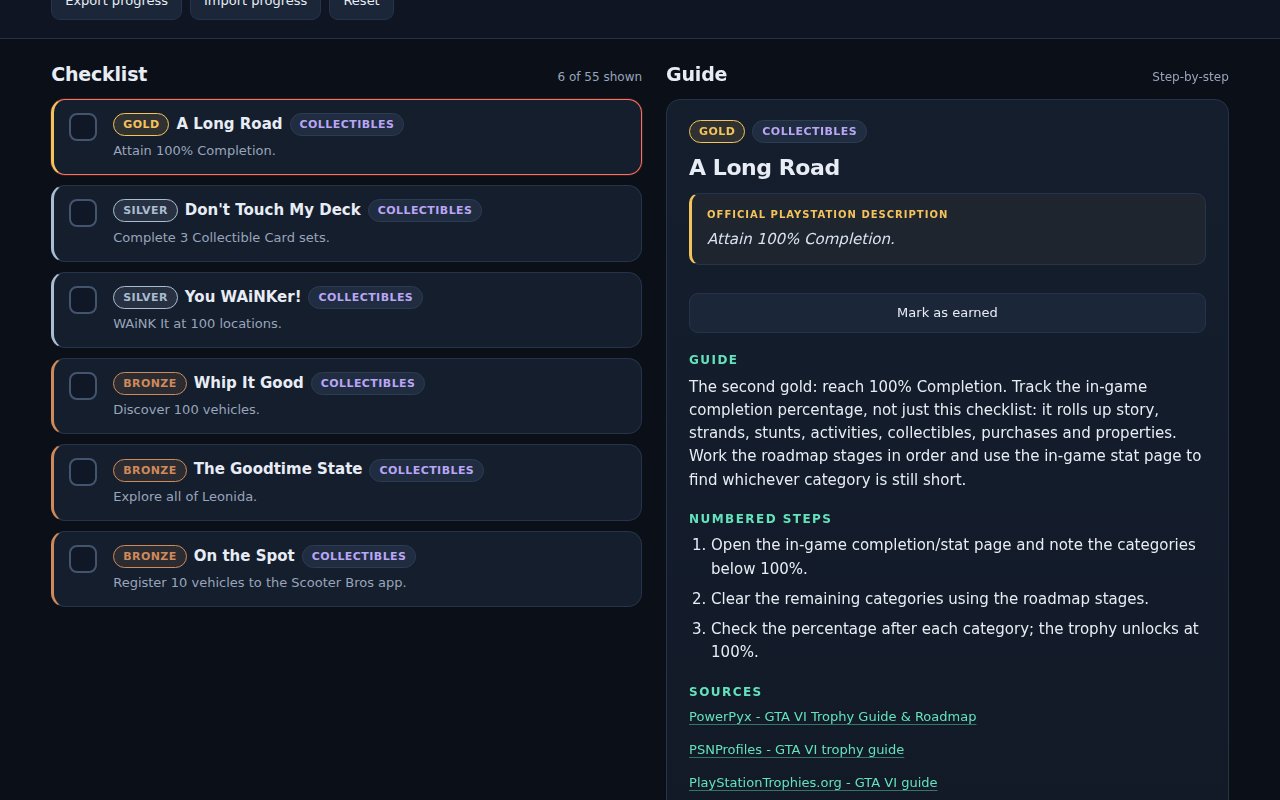 Export progress
Import progress
Reset
Checklist
6 of 55 shown
GOLD A Long Road COLLECTIBLES
Attain 100% Completion.
SILVER Don't Touch My Deck COLLECTIBLES
Complete 3 Collectible Card sets.
SILVER You WAiNKer! COLLECTIBLES
WAiNK It at 100 locations.
BRONZE Whip It Good COLLECTIBLES
Discover 100 vehicles.
BRONZE The Goodtime State COLLECTIBLES
Explore all of Leonida.
BRONZE On the Spot COLLECTIBLES
Register 10 vehicles to the Scooter Bros app.
Guide
Step-by-step
GOLD COLLECTIBLES
A Long Road
OFFICIAL PLAYSTATION DESCRIPTION
Attain 100% Completion.
Mark as earned
GUIDE
The second gold: reach 100% Completion. Track the in-game
completion percentage, not just this checklist: it rolls up story,
strands, stunts, activities, collectibles, purchases and properties.
Work the roadmap stages in order and use the in-game stat page to
find whichever category is still short.
NUMBERED STEPS
1. Open the in-game completion/stat page and note the categories
below 100%.
2. Clear the remaining categories using the roadmap stages.
3. Check the percentage after each category; the trophy unlocks at
100%.
SOURCES
PowerPyx - GTA VI Trophy Guide & Roadmap
PSNProfiles - GTA VI trophy guide
PlayStationTrophies.org - GTA VI guide